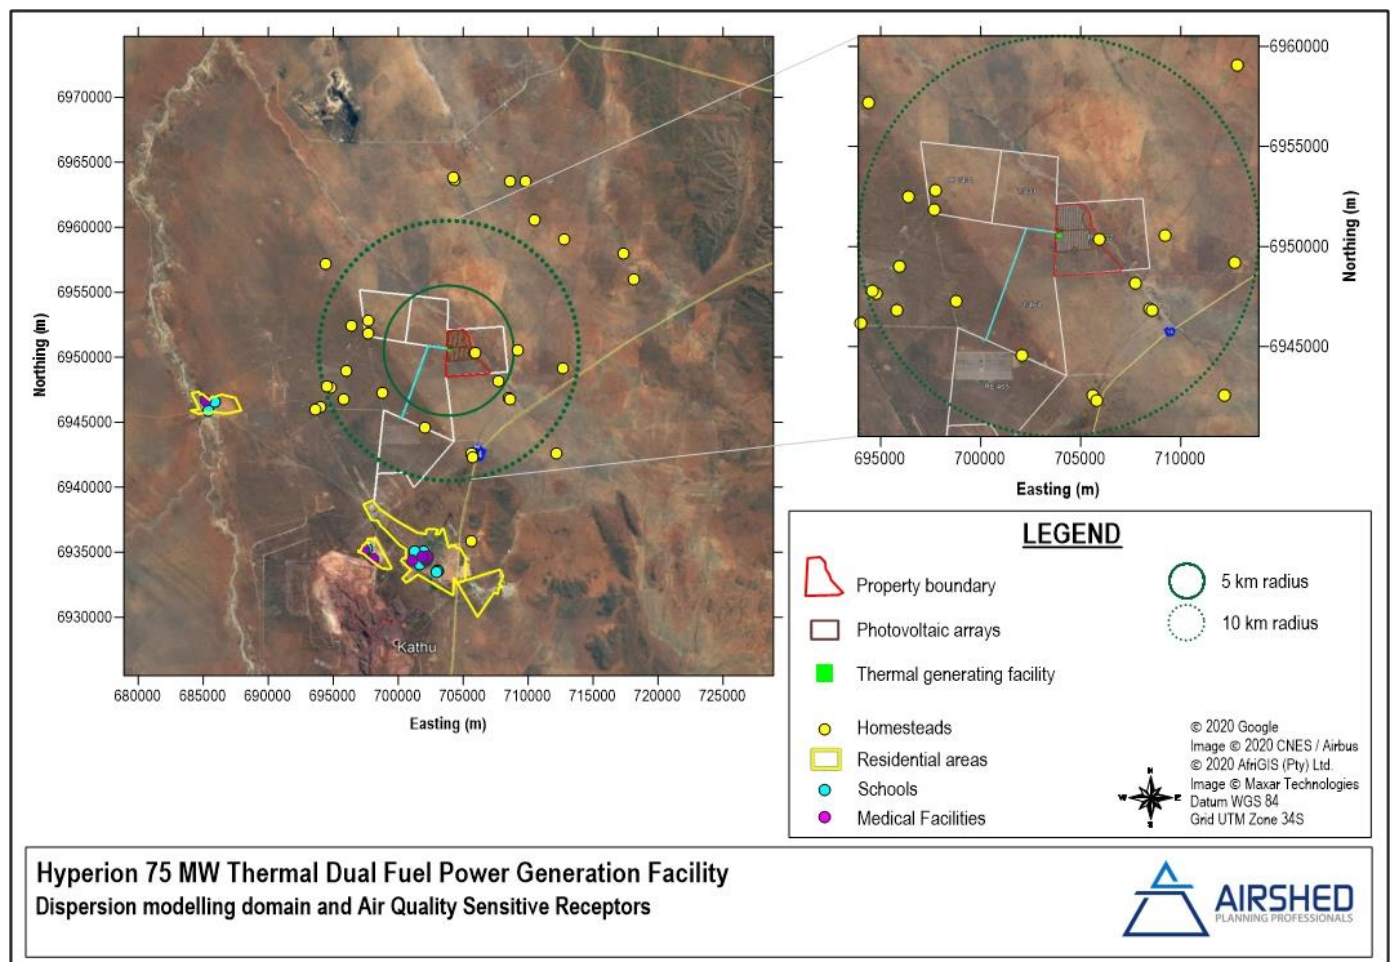 6970000
6965000
6960000
6955000
6950000
6945000
6940000
6935000
6930000
Northing (m)
680000 685000 690000 695000 700000 705000 710000 715000 720000 725000
Easting (m)
Kathu
6960000
6955000
6950000
6945000
Northing (m)
695000 700000 705000 710000
Easting (m)
LEGEND
Property boundary
Photovoltaic arrays
Thermal generating facility
Homesteads
Residential areas
Schools
Medical Facilities
5 km radius
10 km radius
© 2020 Google
Image © 2020 CNES / Airbus
© 2020 AfriGIS (Pty) Ltd.
Image © Maxar Technologies
Datum WGS 84
Grid UTM Zone 34S
N
W E
S
Hyperion 75 MW Thermal Dual Fuel Power Generation Facility
Dispersion modelling domain and Air Quality Sensitive Receptors
AIRSHED
PLANNING PROFESSIONALS